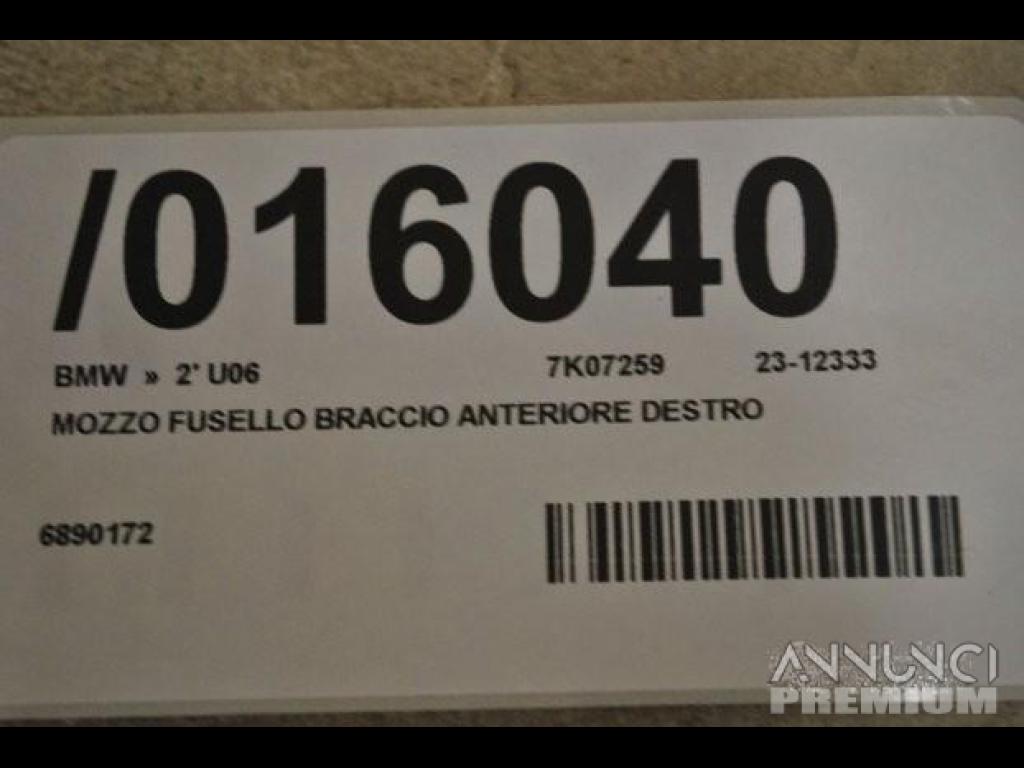 /016040
BMW » 2* U06 7K07259 23-12333
MOZZO FUSELLO BRACCIO ANTERIORE DESTRO
6890172
ANNUNCI
PREMIUM